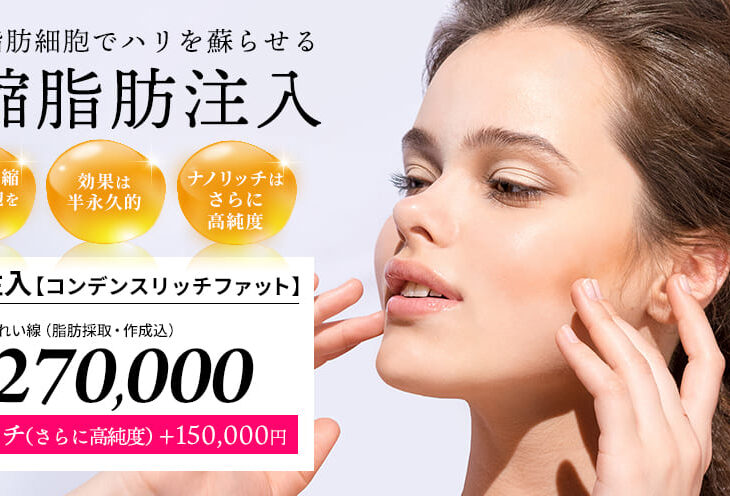 脂肪細胞でハリを蘇らせる
縮脂肪注入
縮
胞を
効果は
半永久的
ナノリッチは
さらに
高純度
注入【コンデンスリッチファット】
れい線（脂肪採取・作成込）
270,000
チ（さらに高純度）+150,000円